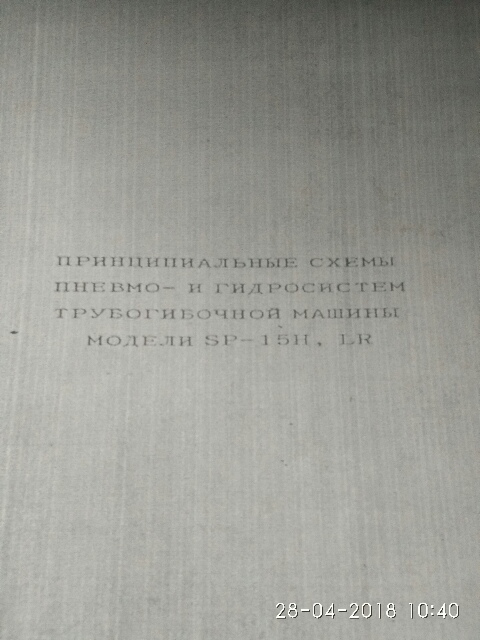 ПРИНЦИПИАЛЬНЫЕ СХЕМЫ
ПНЕВМО- И ГИДРОСИСТЕМ
ТРУБОГИБОЧНОЙ МАШИНЫ
МОДЕЛИ SP-15H, LR
28-04-2018 10:40